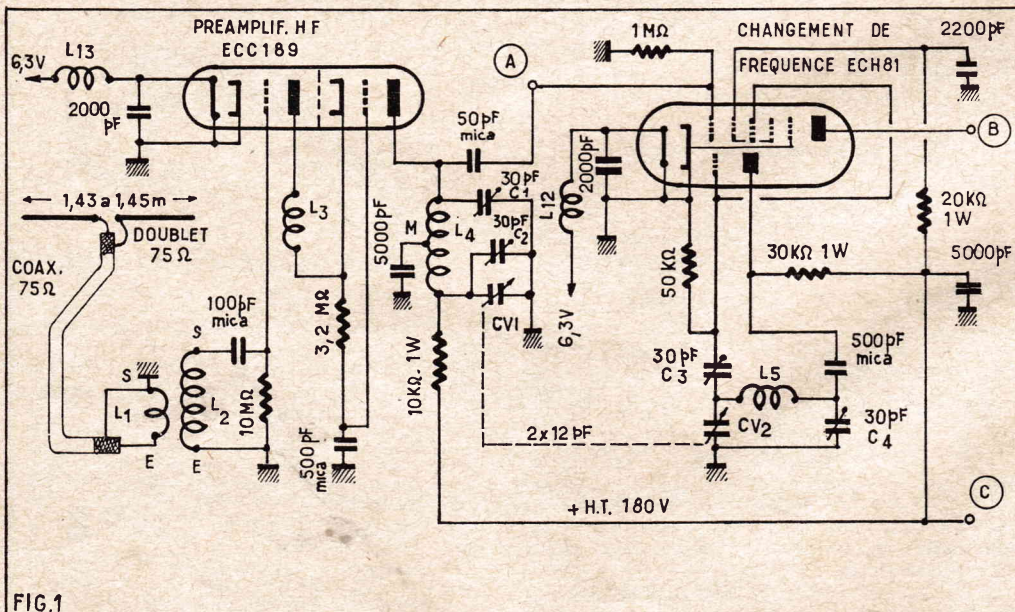 PREAMPLIF. HF
ECC189
L13
6,3V
2000
pF
1,43 a 1,45m
DOUBLET
75Ω
COAX.
75Ω
S
L1
E
S
L2
E
100pF
mica
10MΩ
L3
3,2 MΩ
500pF
mica
5000pF
M
L4
50pF
mica
30pF
C1
30pF
C2
CV1
10KΩ. 1W
A
1MΩ
CHANGEMENT DE
FREQUENCE ECH81
2200pF
B
2000pF
L12
6,3V
50KΩ
20KΩ
1W
30KΩ 1W
5000pF
500pF
mica
30pF
C3
L5
CV2
30pF
C4
2x12pF
+ H.T. 180V
C
FIG.1